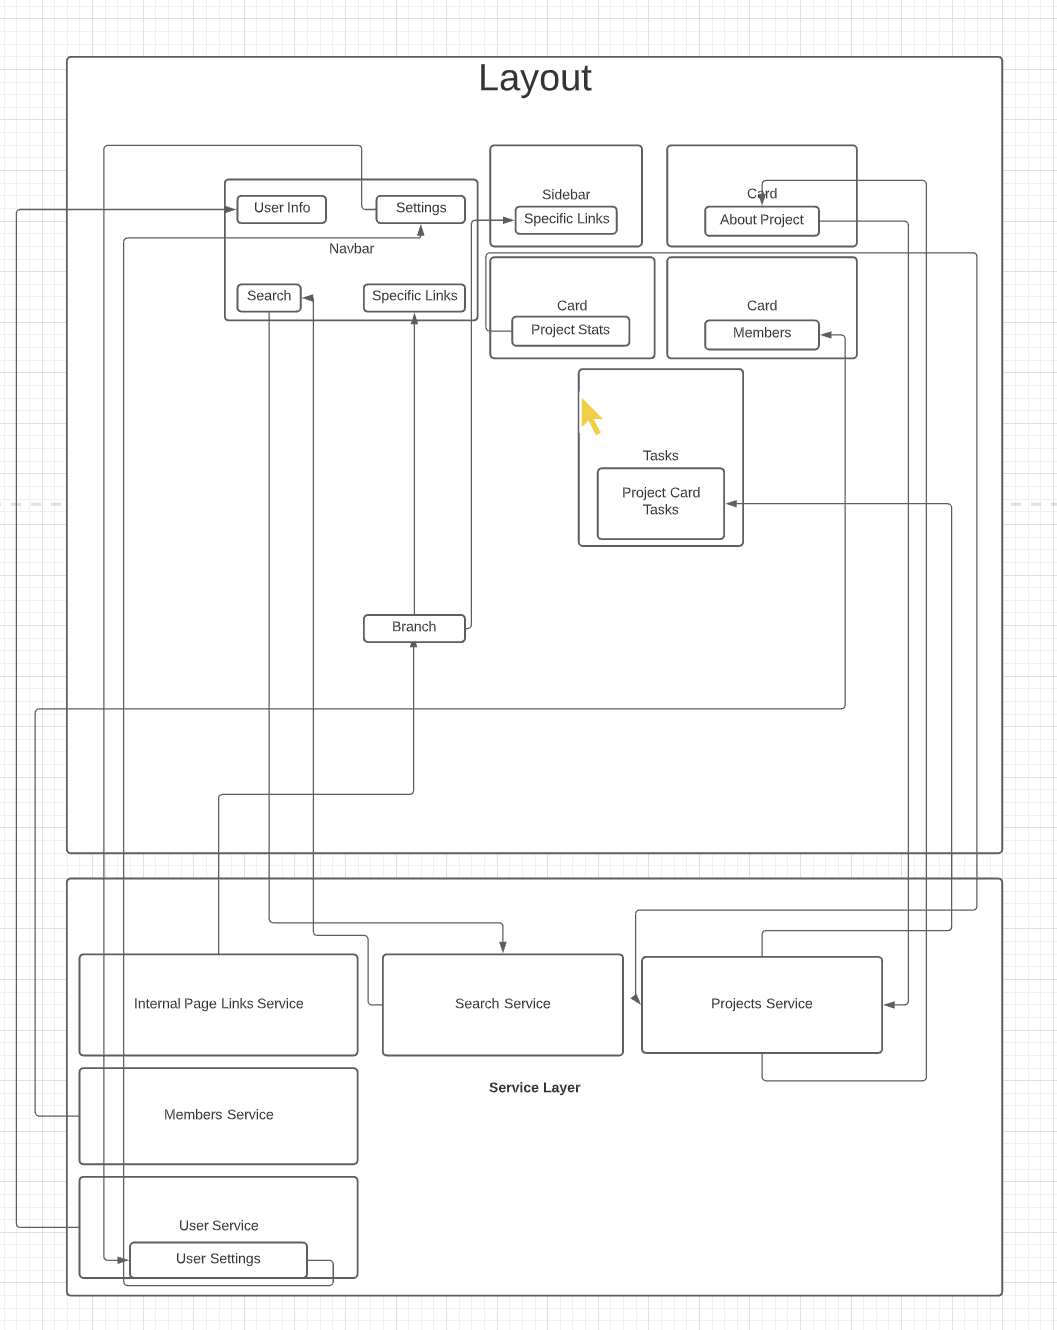 Layout
Sidebar
Card
User Info
Settings
Specific Links
About Project
Navbar
Search
Specific Links
Card
Card
Project Stats
Members
Tasks
Project Card
Tasks
Branch
Internal Page Links Service
Search Service
Projects Service
Service Layer
Members Service
User Service
User Settings